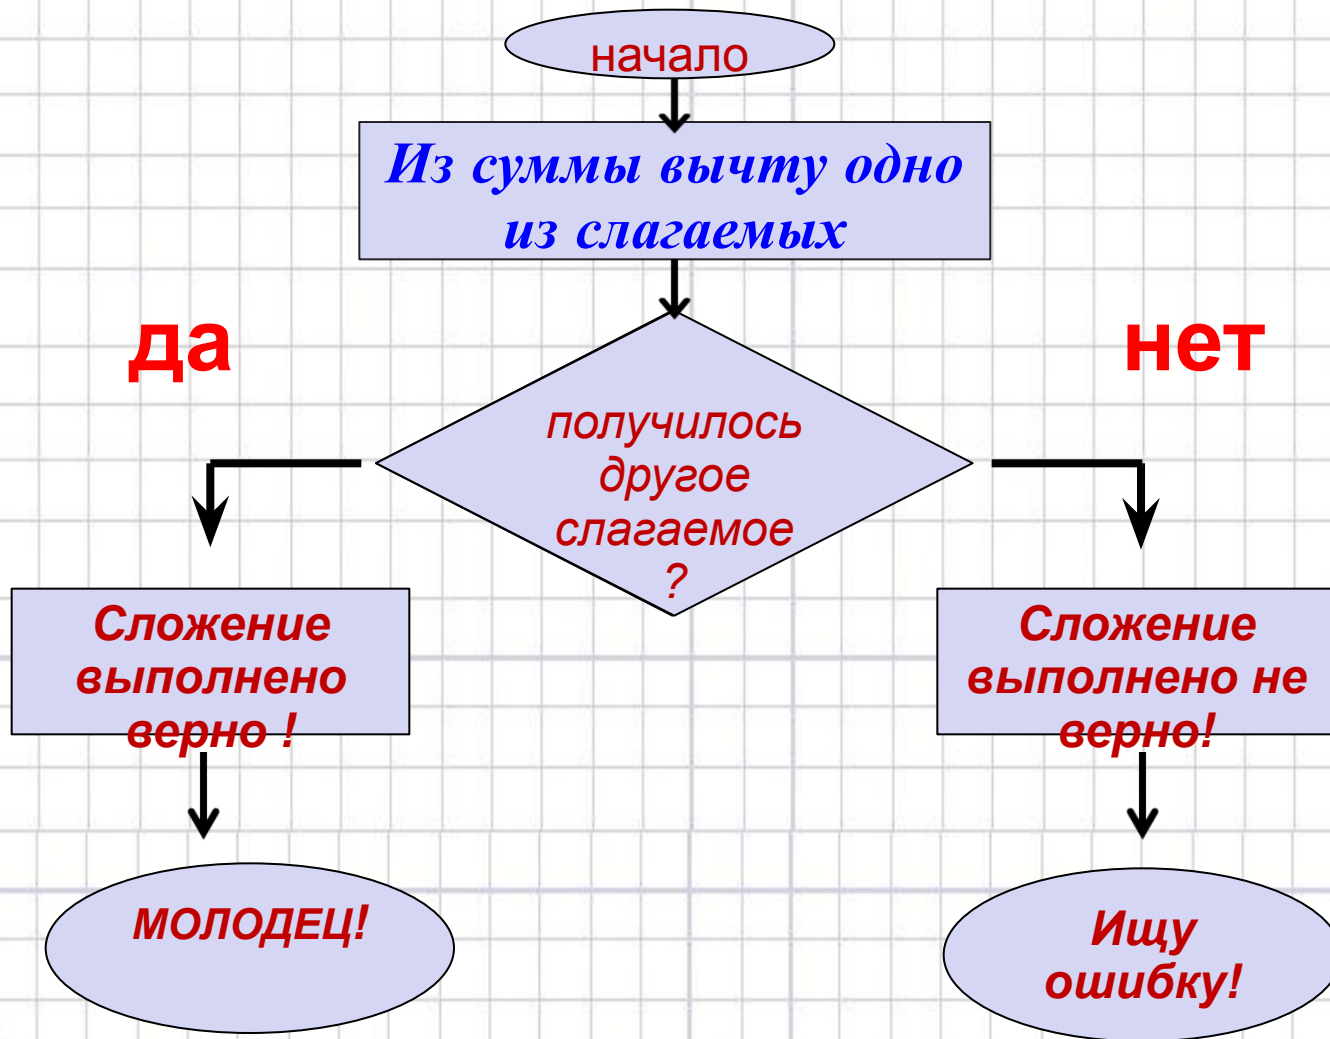 начало
Из суммы вычту одно
из слагаемых
да
нет
получилось
другое
слагаемое
?
Сложение
выполнено
верно !
Сложение
выполнено не
верно!
МОЛОДЕЦ!
Ищу
ошибку!